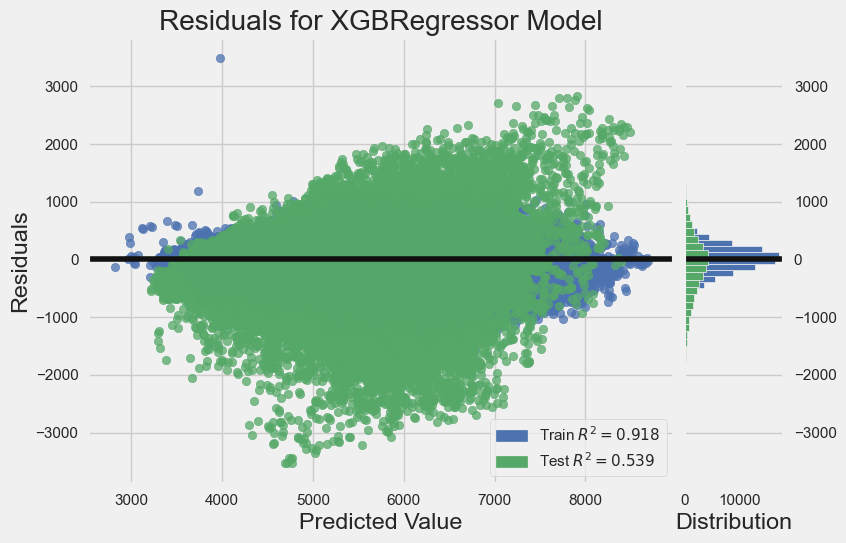 Residuals for XGBRegressor Model
Residuals
3000
2000
1000
0
−1000
−2000
−3000
3000
2000
1000
0
−1000
−2000
−3000
Train R² = 0.918
Test R² = 0.539
3000 4000 5000 6000 7000 8000
0 10000
Predicted Value
Distribution